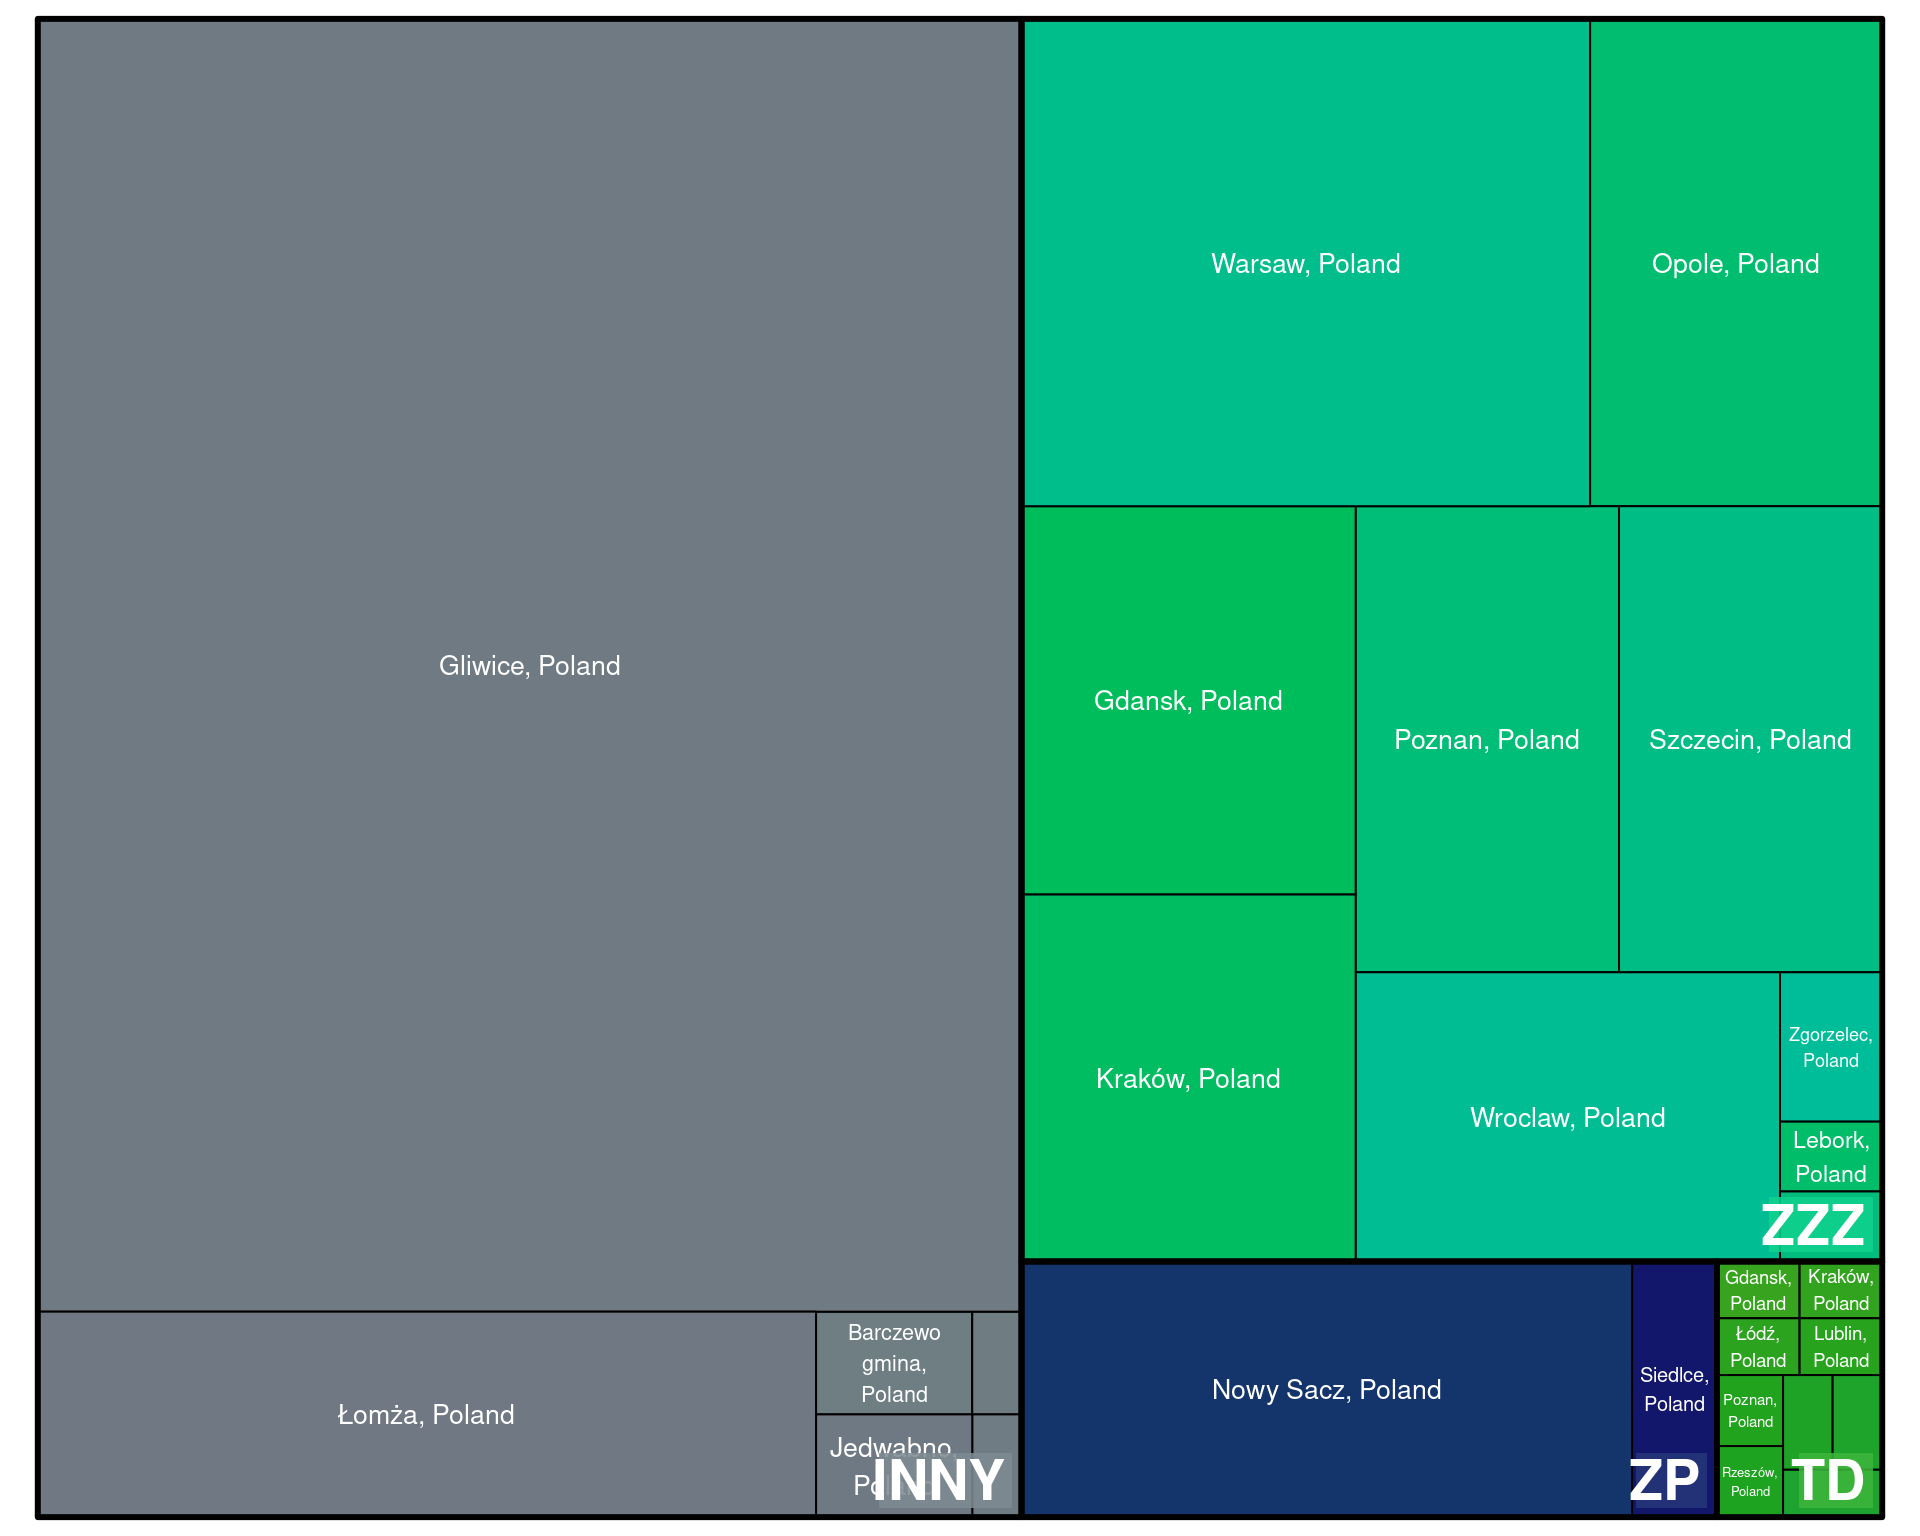 Gliwice, Poland
Łomża, Poland
Barczewo
gmina,
Poland
Jedwabno,
Poland
INNY
Warsaw, Poland
Opole, Poland
Gdansk, Poland
Poznan, Poland
Szczecin, Poland
Kraków, Poland
Wroclaw, Poland
Zgorzelec,
Poland
Lebork,
Poland
ZZZ
Nowy Sacz, Poland
Siedlce,
Poland
ZP
Gdansk,
Poland
Kraków,
Poland
Łódź,
Poland
Lublin,
Poland
Poznan,
Poland
Rzeszów,
Poland
TD